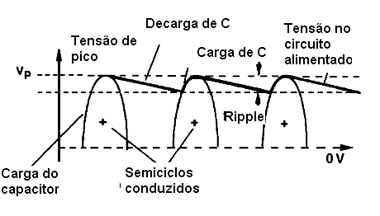 Decarga de C
Tensão no
circuito
alimentado
Tensão de
pico
Carga de C
Vp
Ripple
+
+
+
0 V
Carga do
capacitor
Semiciclos
conduzidos